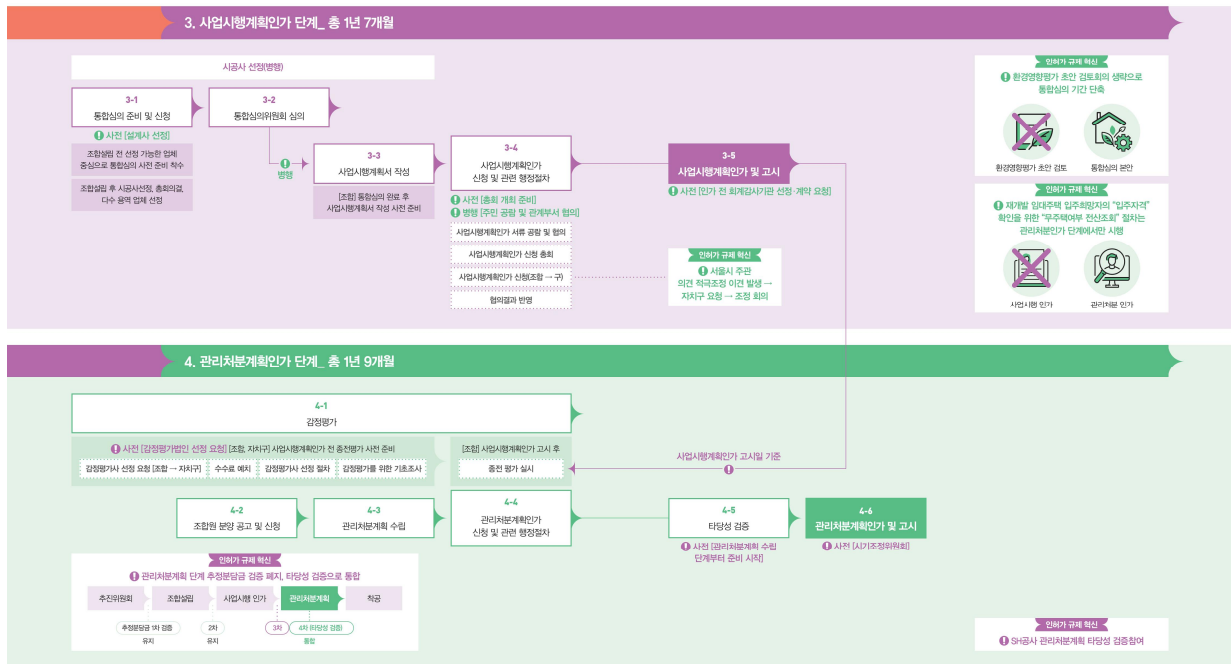 3. 사업시행계획인가 단계_ 총 1년 7개월
시공사 선정(병행)
3-1
통합심의 준비 및 신청
사전 [설계사 선정]
조합설립 전 선정 가능한 업체
중심으로 통합심의 사전 준비 착수
조합설립 후 시공사선정, 총회의결,
다수 용역 업체 선정
3-2
통합심의위원회 심의
병행
3-3
사업시행계획서 작성
[조합] 통합심의 완료 후
사업시행계획서 작성 사전 준비
3-4
사업시행계획인가
신청 및 관련 행정절차
사전 [총회 개최 준비]
병행 [주민 공람 및 관계부서 협의]
사업시행계획인가 서류 공람 및 협의
사업시행계획인가 신청 총회
사업시행계획인가 신청(조합 → 구)
협의결과 반영
3-5
사업시행계획인가 및 고시
사전 [인가 전 회계감사기관 선정·계약 요청]
인허가 규제 혁신
서울시 주관
의견 적극조정 이견 발생 →
자치구 요청 → 조정 회의
인허가 규제 혁신
환경영향평가 초안 검토회의 생략으로
통합심의 기간 단축
환경영향평가 초안 검토
통합심의 본안
인허가 규제 혁신
재개발 임대주택 입주희망자의 "입주자격"
확인을 위한 "무주택여부 전산조회" 절차는
관리처분인가 단계에서만 시행
사업시행 인가
관리처분 인가
4. 관리처분계획인가 단계_ 총 1년 9개월
4-1
감정평가
사전 [감정평가법인 선정 요청] [조합, 자치구] 사업시행계획인가 전 종전평가 사전 준비
감정평가사 선정 요청 [조합 → 자치구]
수수료 예치
감정평가사 선정 절차
감정평가를 위한 기초조사
[조합] 사업시행계획인가 고시 후
종전 평가 실시
사업시행계획인가 고시일 기준
4-2
조합원 분양 공고 및 신청
4-3
관리처분계획 수립
4-4
관리처분계획인가
신청 및 관련 행정절차
4-5
타당성 검증
사전 [관리처분계획 수립
단계부터 준비 시작]
4-6
관리처분계획인가 및 고시
사전 [시기조정위원회]
인허가 규제 혁신
관리처분계획 단계 추정분담금 검증 폐지, 타당성 검증으로 통합
추진위원회
조합설립
사업시행 인가
관리처분계획
착공
추정분담금 1차 검증
유지
2차
유지
3차
4차 (타당성 검증)
통합
인허가 규제 혁신
SH공사 관리처분계획 타당성 검증참여